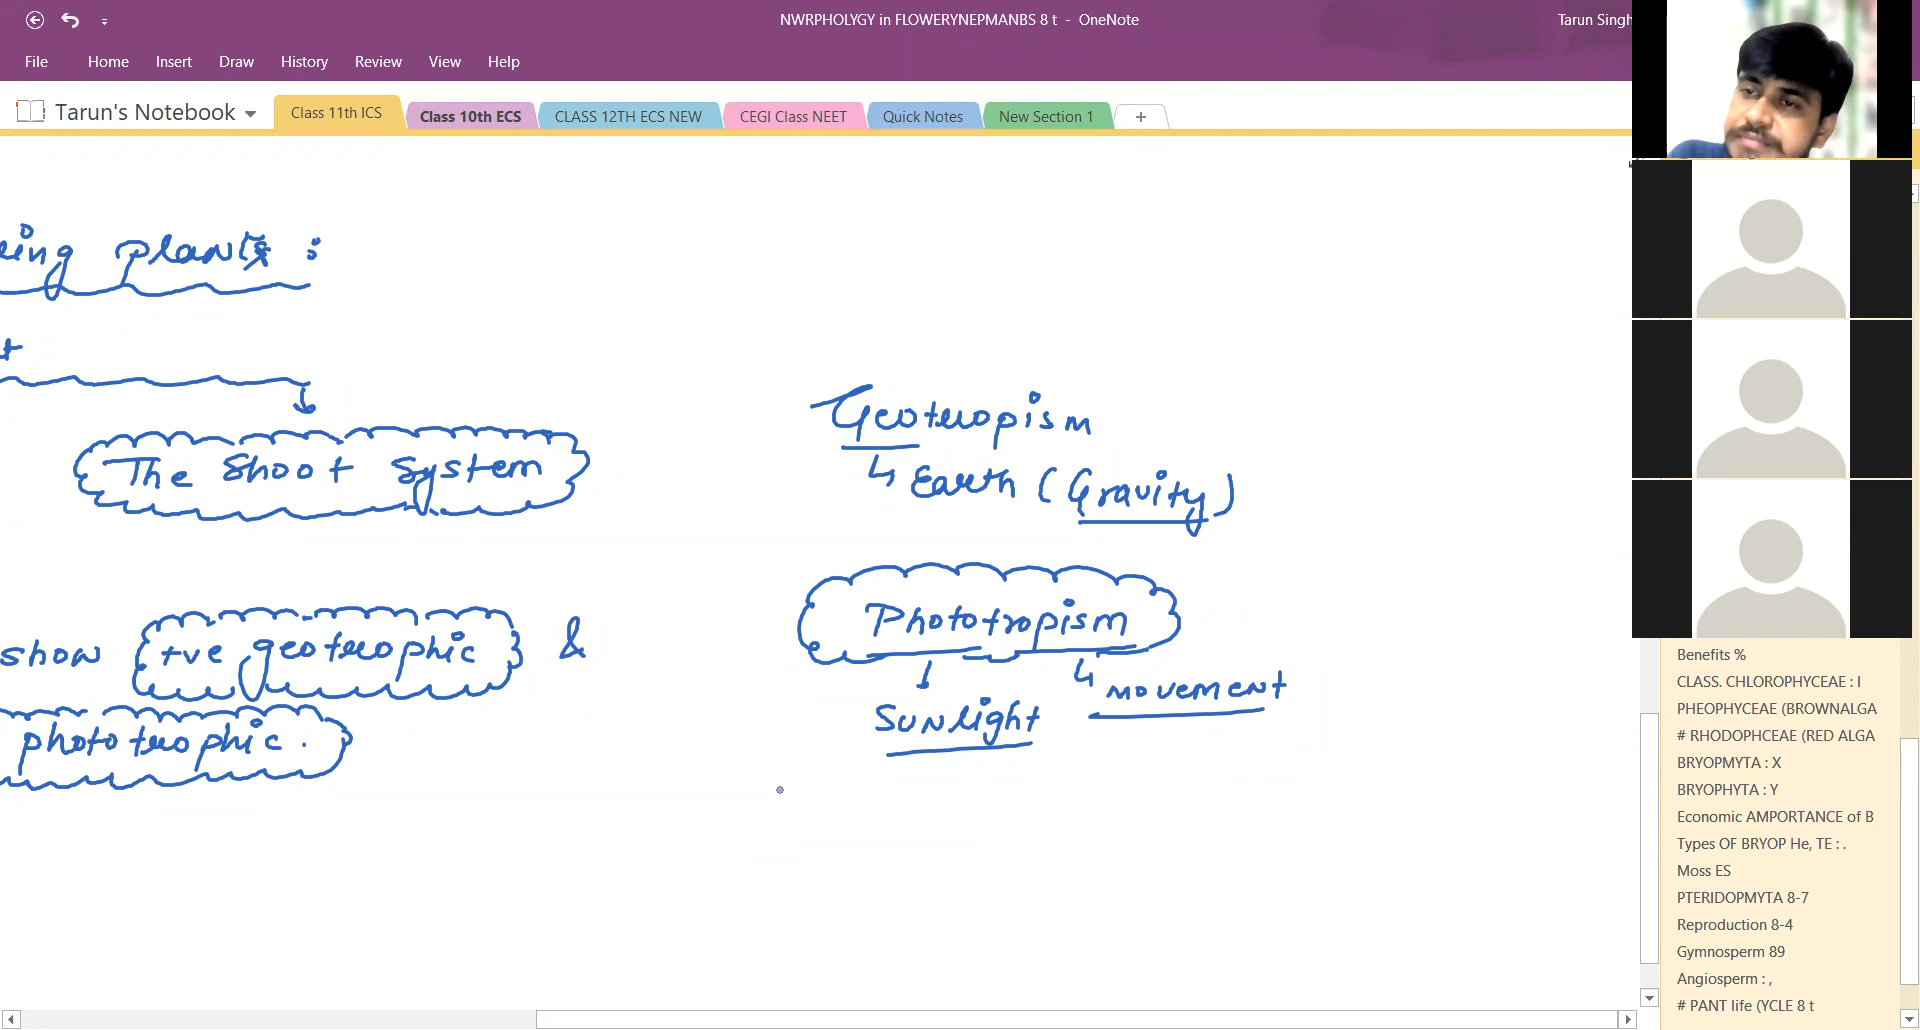 NWRPHOLYGY in FLOWERYNEPMANBS 8 t - OneNote
Tarun Singh
File Home Insert Draw History Review View Help
Tarun's Notebook
Class 11th ICS
Class 10th ECS
CLASS 12TH ECS NEW
CEGI Class NEET
Quick Notes
New Section 1
+
ing plants :
t
The Shoot System
show +ve geotrophic &
phototrophic.
Geotropism
Earth (Gravity)
Phototropism
movement
Sunlight
Benefits %
CLASS. CHLOROPHYCEAE : I
PHEOPHYCEAE (BROWNALGA
# RHODOPHCEAE (RED ALGA
BRYOPMYTA : X
BRYOPHYTA : Y
Economic AMPORTANCE of B
Types OF BRYOP He, TE : .
Moss ES
PTERIDOPMYTA 8-7
Reproduction 8-4
Gymnosperm 89
Angiosperm : ,
# PANT life (YCLE 8 t